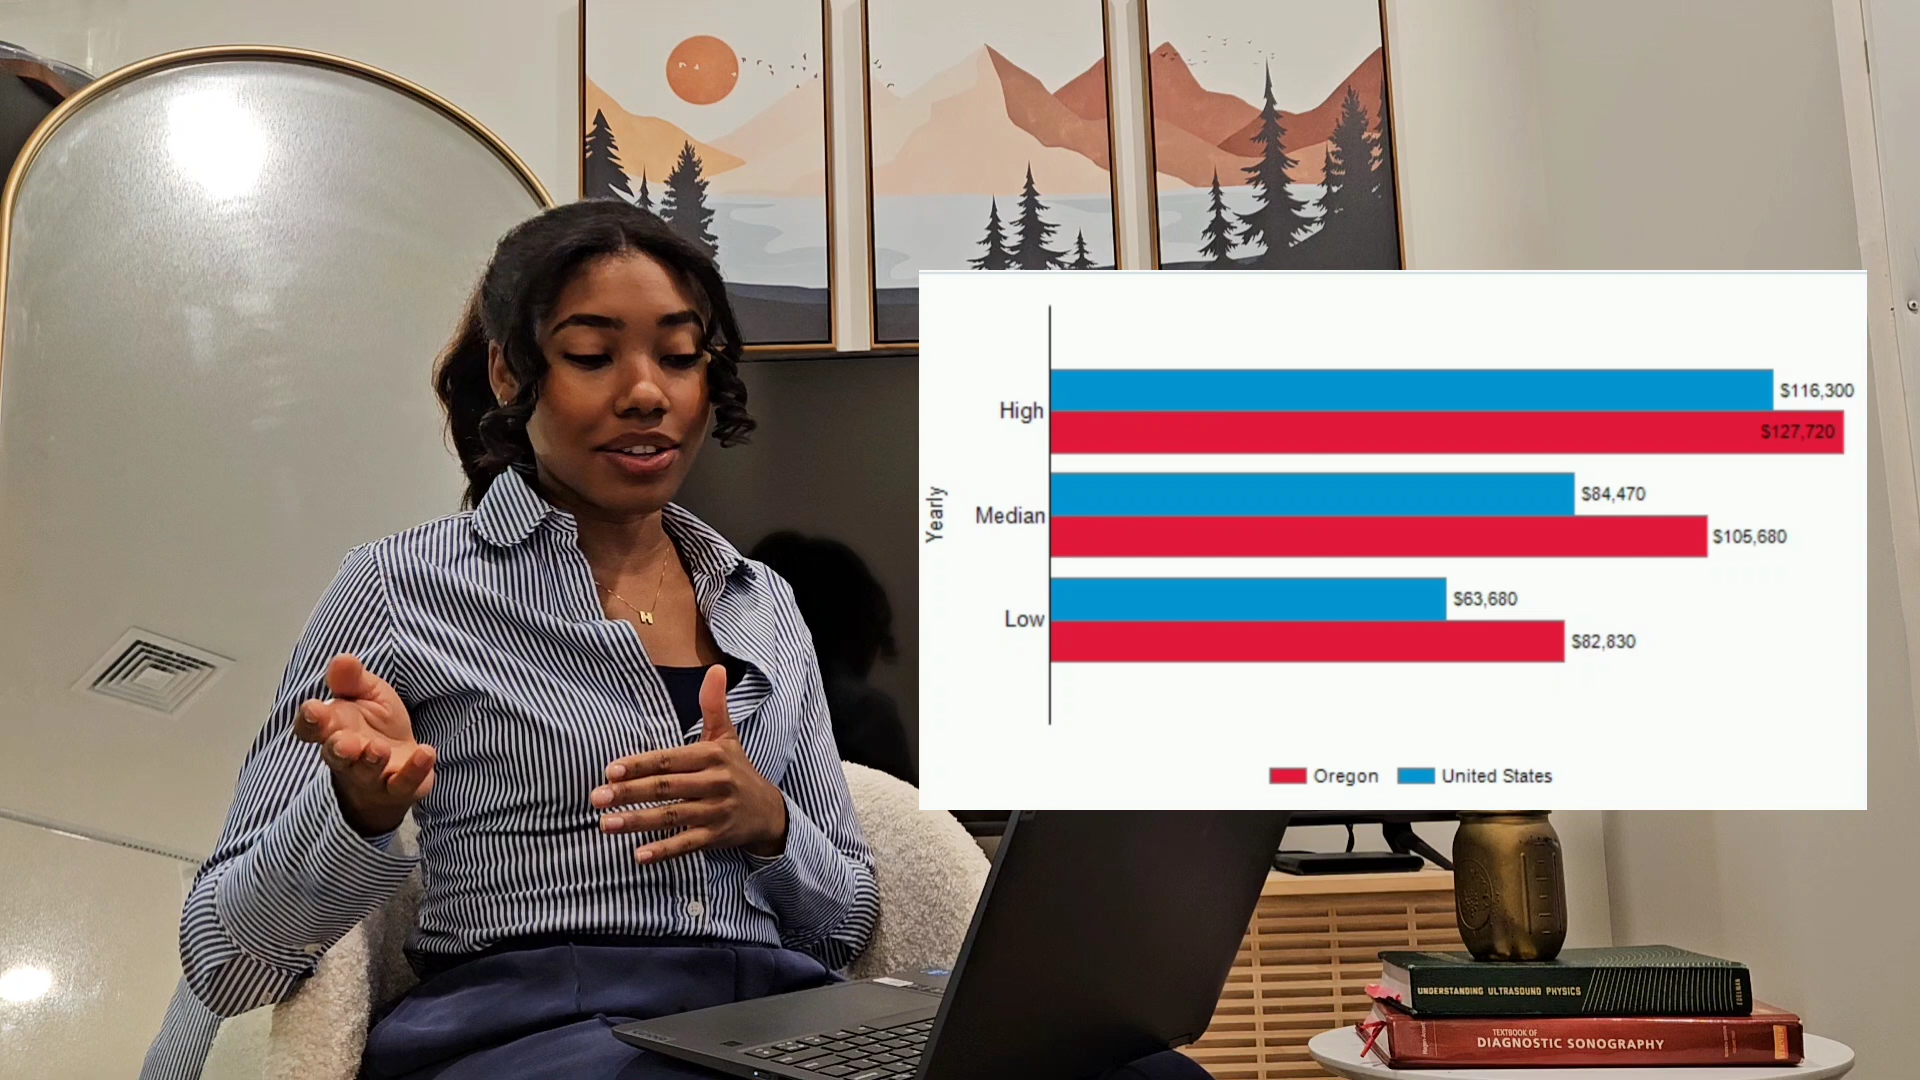 H
Yearly
High
$116,300
$127,720
Median
$84,470
$105,680
Low
$63,680
$82,830
Oregon
United States
UNDERSTANDING ULTRASOUND PHYSICS
EDELMAN
TEXTBOOK OF
DIAGNOSTIC SONOGRAPHY